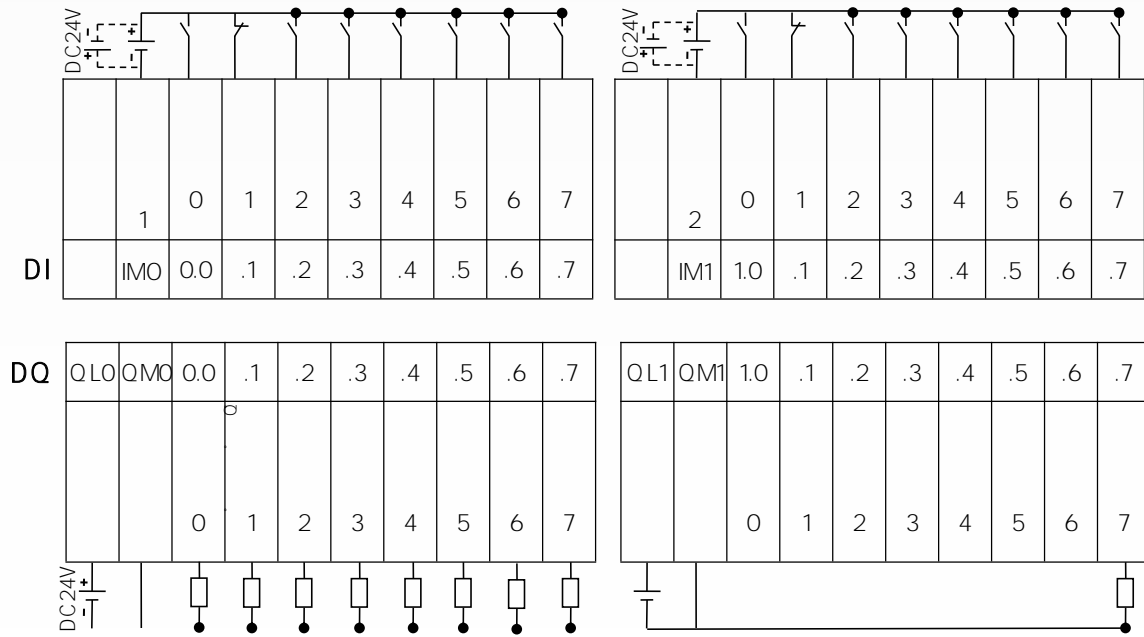 DC24V DC24V
0 1 2 3 4 5 6 7 0 1 2 3 4 5 6 7
1 2
DI IM0 0.0 .1 .2 .3 .4 .5 .6 .7 IM1 1.0 .1 .2 .3 .4 .5 .6 .7
DQ QL0 QM0 0.0 .1 .2 .3 .4 .5 .6 .7 QL1 QM1 1.0 .1 .2 .3 .4 .5 .6 .7
0 1 2 3 4 5 6 7 0 1 2 3 4 5 6 7
DC24V